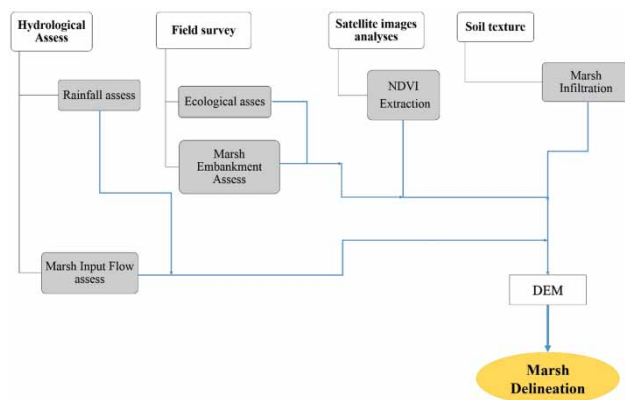 Hydrological
Assess
Field survey
Satellite images
analyses
Soil texture
Rainfall assess
Ecological asses
NDVI
Extraction
Marsh
Infiltration
Marsh
Embankment
Assess
Marsh Input Flow
assess
DEM
Marsh
Delineation